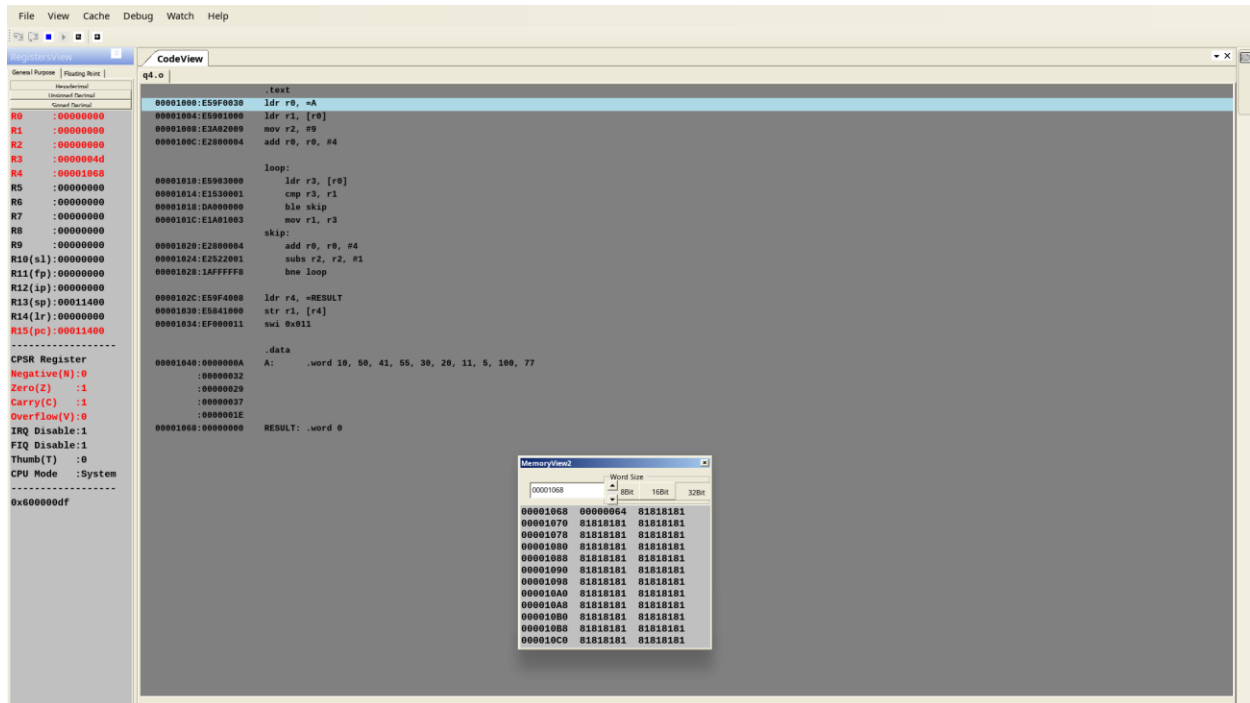 File View Cache Debug Watch Help
RegistersView
General Purpose Floating Point
Hexadecimal
Unsigned Decimal
Signed Decimal
R0 :00000000
R1 :00000000
R2 :00000000
R3 :0000004d
R4 :00001068
R5 :00000000
R6 :00000000
R7 :00000000
R8 :00000000
R9 :00000000
R10(sl):00000000
R11(fp):00000000
R12(ip):00000000
R13(sp):00011400
R14(lr):00000000
R15(pc):00011400
------------------
CPSR Register
Negative(N):0
Zero(Z) :1
Carry(C) :1
Overflow(V):0
IRQ Disable:1
FIQ Disable:1
Thumb(T) :0
CPU Mode :System
------------------
0x600000df
CodeView
q4.o
.text
00001000:E59F0030 ldr r0, =A
00001004:E5901000 ldr r1, [r0]
00001008:E3A02009 mov r2, #9
0000100C:E2800004 add r0, r0, #4
loop:
00001010:E5903000 ldr r3, [r0]
00001014:E1530001 cmp r3, r1
00001018:DA000000 ble skip
0000101C:E1A01003 mov r1, r3
skip:
00001020:E2800004 add r0, r0, #4
00001024:E2522001 subs r2, r2, #1
00001028:1AFFFFF8 bne loop
0000102C:E59F4008 ldr r4, =RESULT
00001030:E5841000 str r1, [r4]
00001034:EF000011 swi 0x011
.data
00001040:0000000A A: .word 10, 50, 41, 55, 30, 20, 11, 5, 100, 77
:00000032
:00000029
:00000037
:0000001E
00001068:00000000 RESULT: .word 0
MemoryView2
Word Size
00001068 8Bit 16Bit 32Bit
00001068 00000064 81818181
00001070 81818181 81818181
00001078 81818181 81818181
00001080 81818181 81818181
00001088 81818181 81818181
00001090 81818181 81818181
00001098 81818181 81818181
000010A0 81818181 81818181
000010A8 81818181 81818181
000010B0 81818181 81818181
000010B8 81818181 81818181
000010C0 81818181 81818181